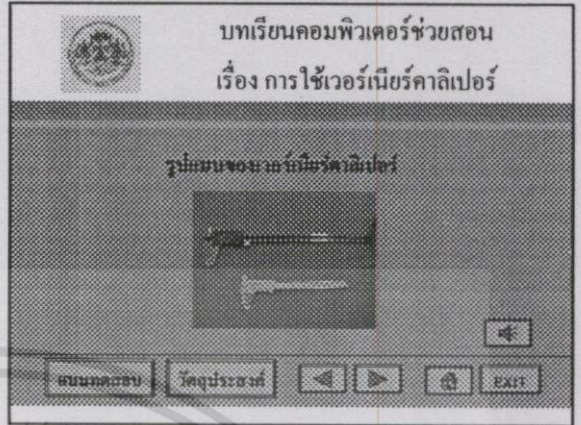 บทเรียนคอมพิวเตอร์ช่วยสอน
เรื่อง การใช้เวอร์เนียร์คาลิเปอร์
รูปแบบของเวอร์เนียร์คาลิเปอร์
แบบทดสอบ วัตถุประสงค์ EXIT